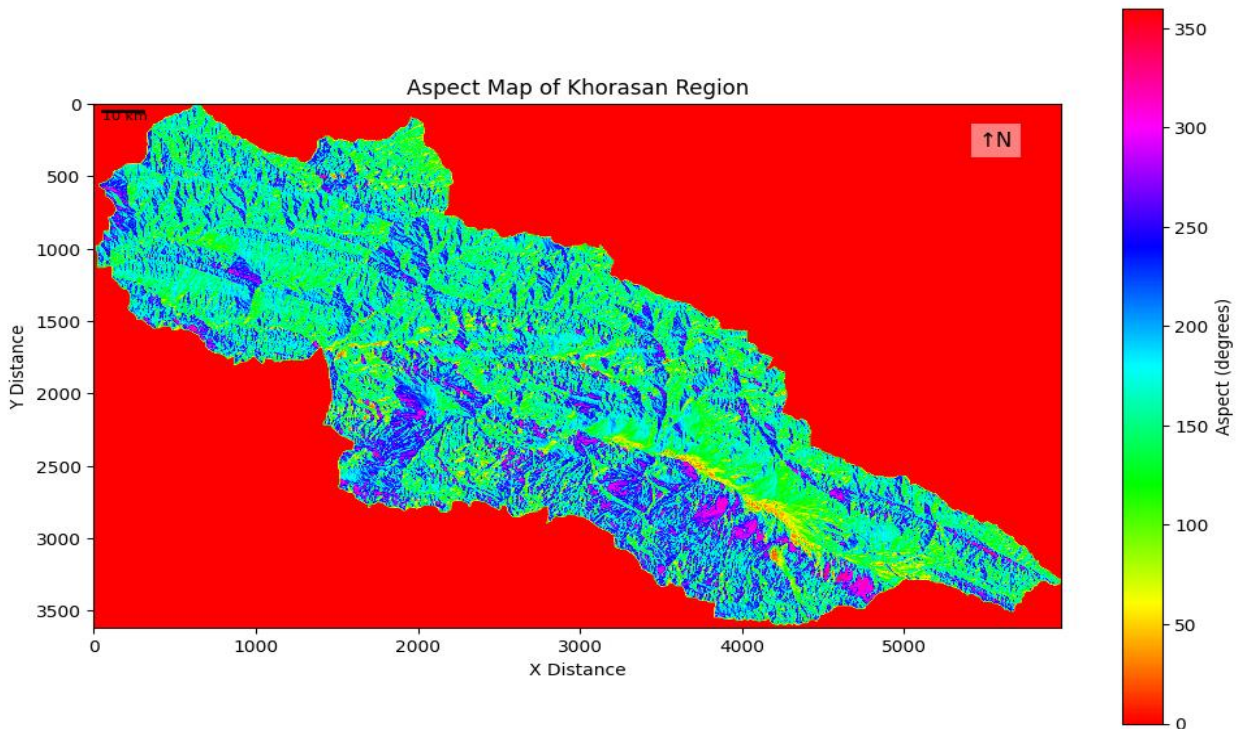 Aspect Map of Khorasan Region
10 km
↑N
0
500
1000
1500
2000
2500
3000
3500
Y Distance
0 1000 2000 3000 4000 5000
X Distance
350
300
250
200
150
100
50
0
Aspect (degrees)